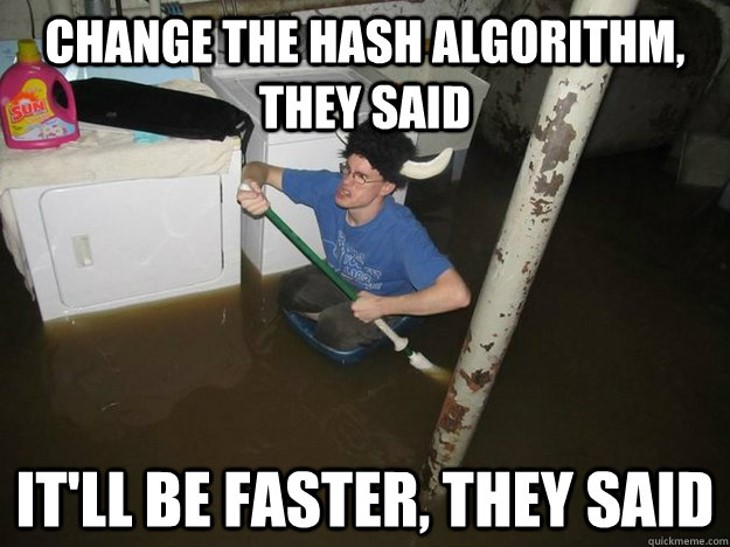 CHANGE THE HASH ALGORITHM,
THEY SAID
SUN
IT'LL BE FASTER, THEY SAID
quickmeme.com